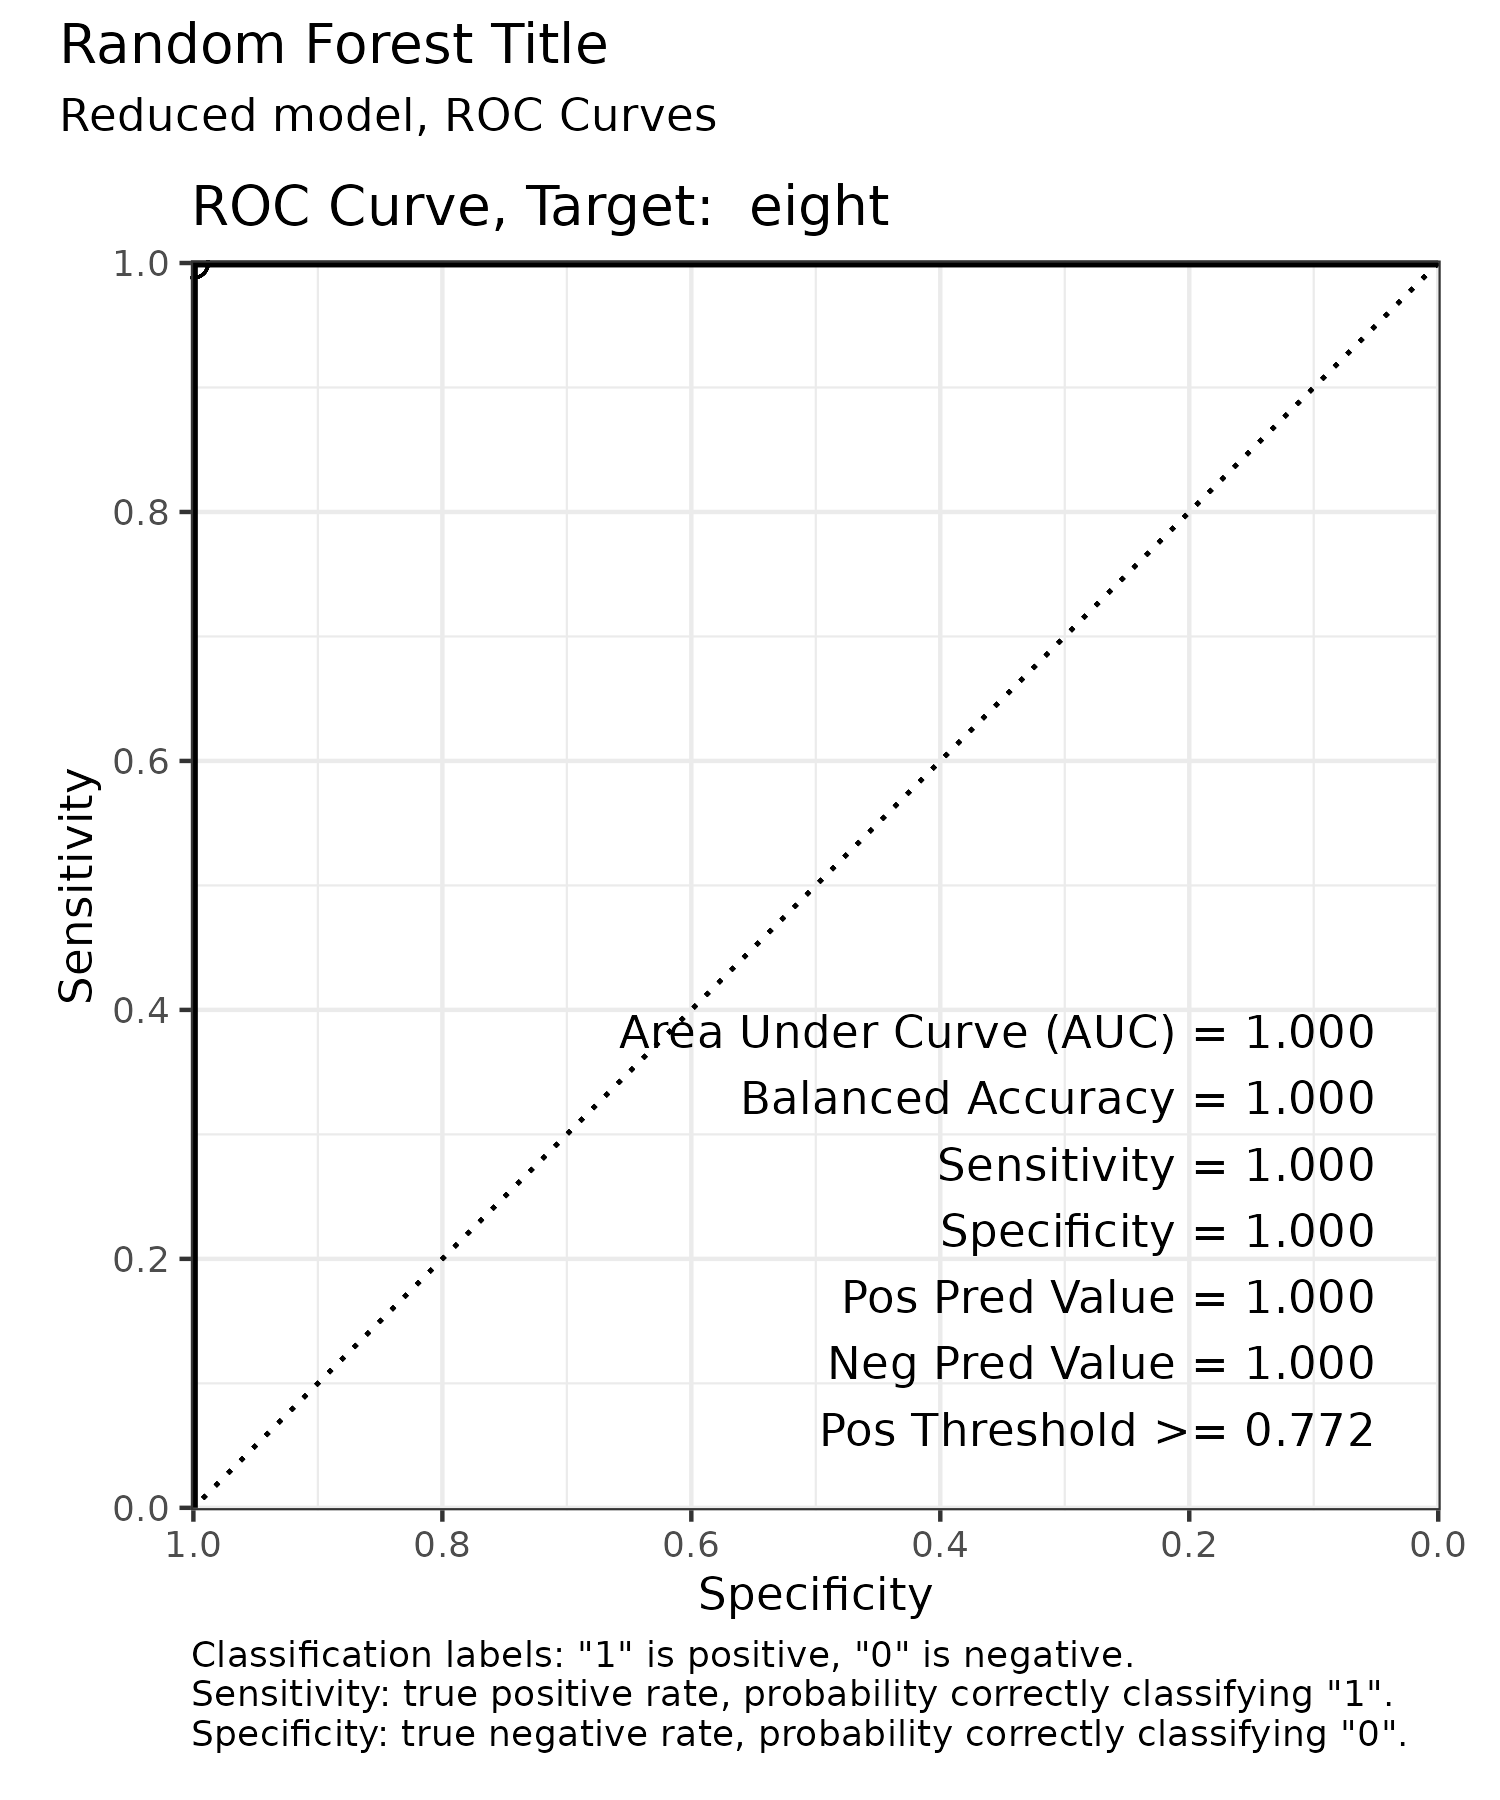 Random Forest Title
Reduced model, ROC Curves
ROC Curve, Target:  eight
1.0
0.8
0.6
0.4
0.2
0.0
Sensitivity
Area Under Curve (AUC) = 1.000
Balanced Accuracy = 1.000
Sensitivity = 1.000
Specificity = 1.000
Pos Pred Value = 1.000
Neg Pred Value = 1.000
Pos Threshold >= 0.772
1.0 0.8 0.6 0.4 0.2 0.0
Specificity
Classification labels: "1" is positive, "0" is negative.
Sensitivity: true positive rate, probability correctly classifying "1".
Specificity: true negative rate, probability correctly classifying "0".